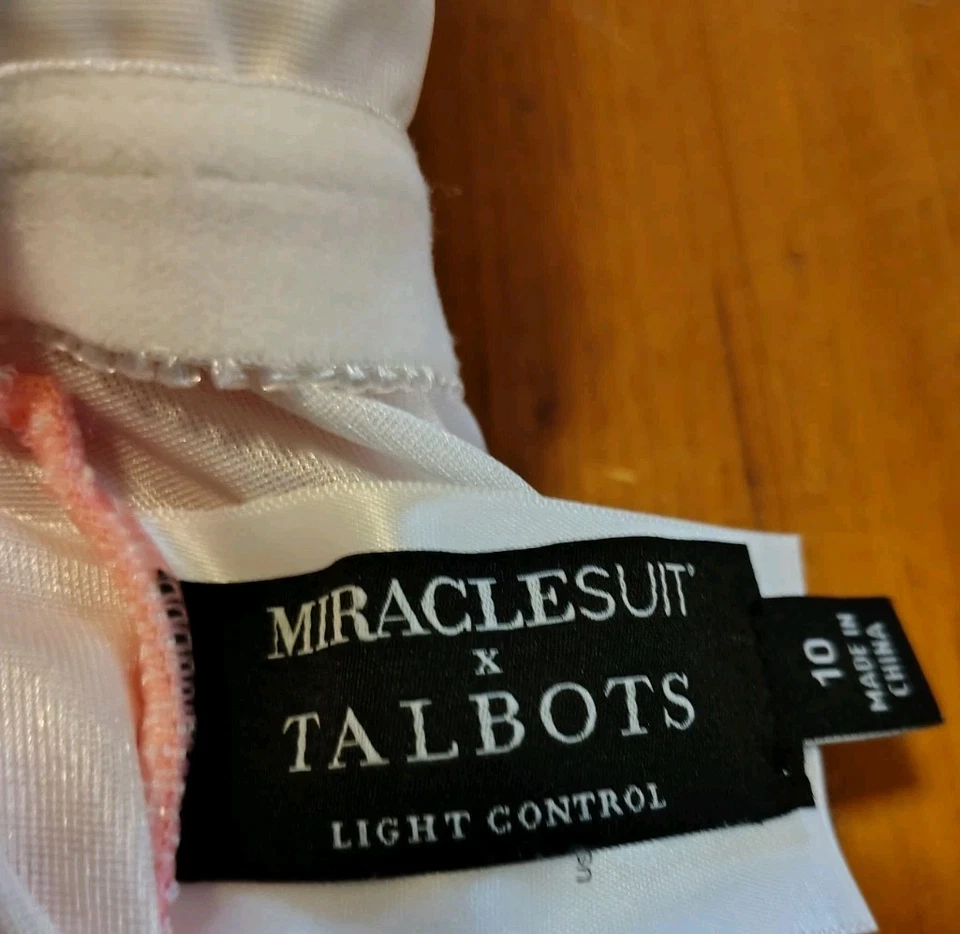 MIRACLESUIT
X
TALBOTS
LIGHT CONTROL
10
MADE IN
CHINA